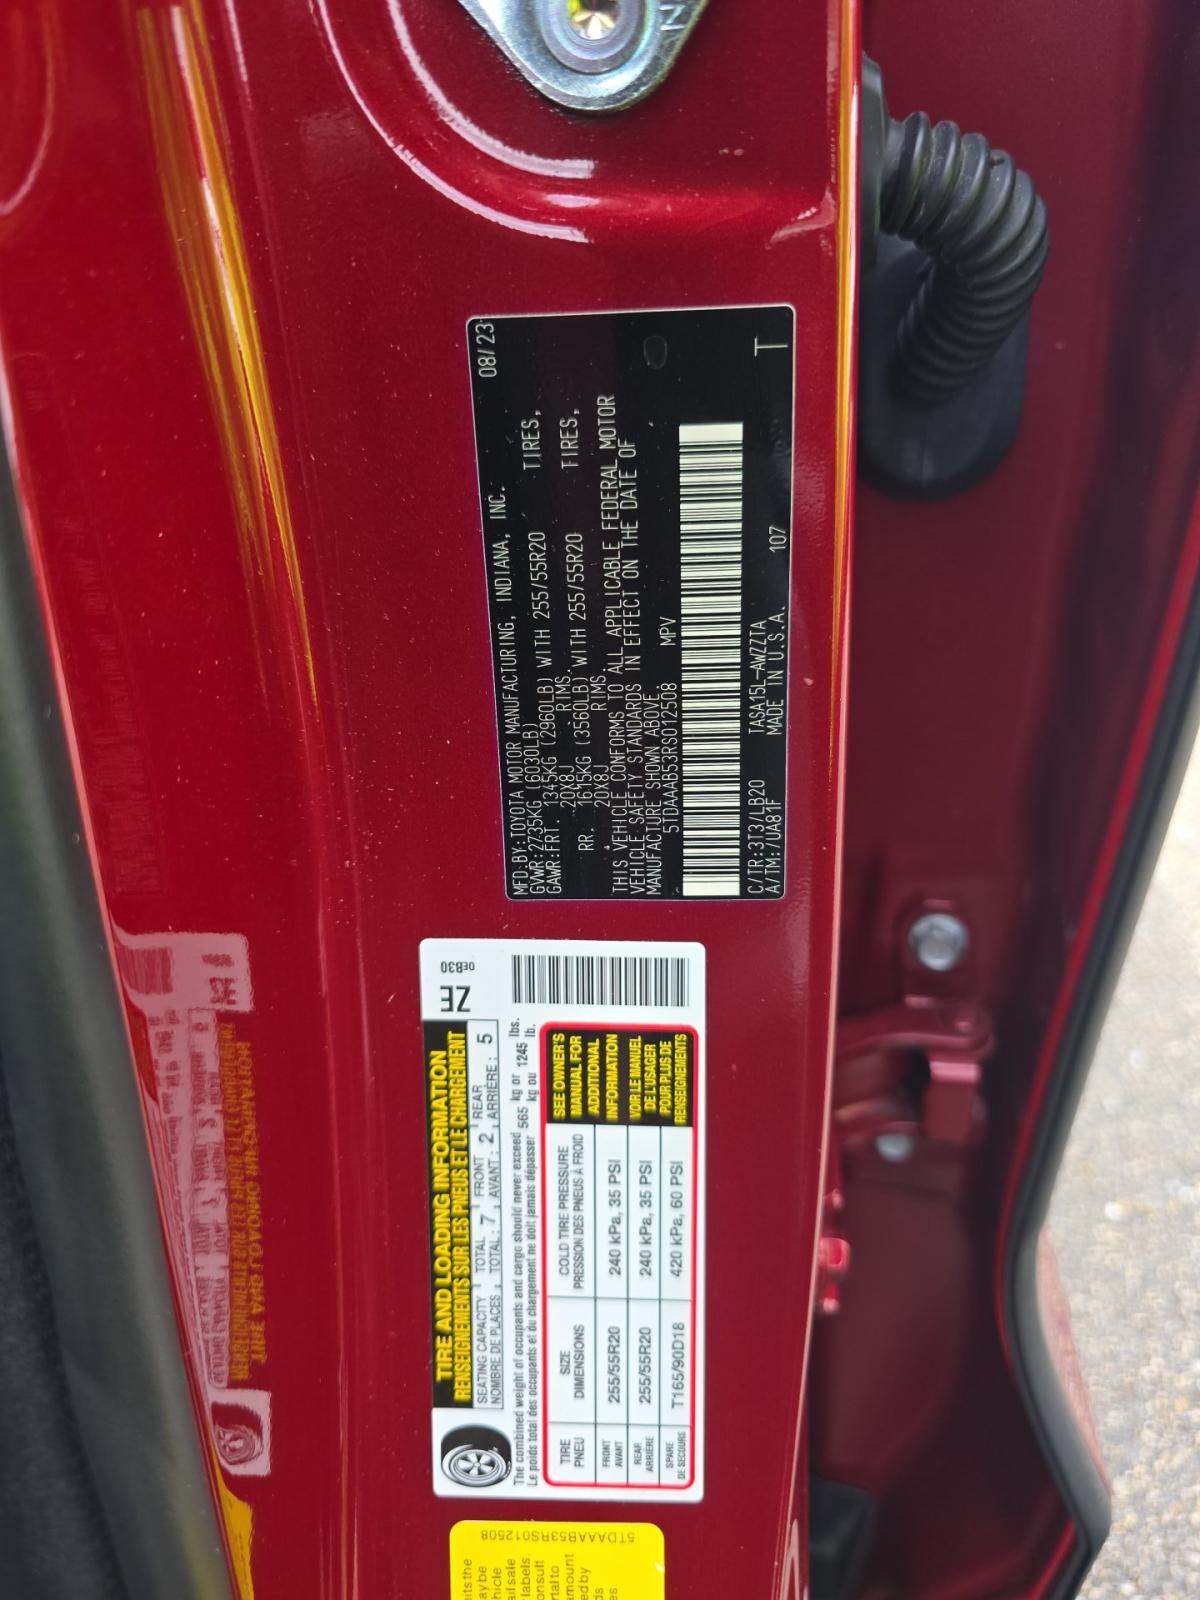 08/23
MFD.BY:TOYOTA MOTOR MANUFACTURING, INDIANA, INC.
GVWR:2735KG (6030LB)
GAWR:FRT. 1345KG (2960LB) WITH 255/55R20 TIRES,
20X8J RIMS.
RR. 1615KG (3560LB) WITH 255/55R20 TIRES,
20X8J RIMS.
THIS VEHICLE CONFORMS TO ALL APPLICABLE FEDERAL MOTOR
VEHICLE SAFETY STANDARDS IN EFFECT ON THE DATE OF
MANUFACTURE SHOWN ABOVE.
5TDAAAB53RS012508 MPV
C/TR:3T3/LB20 TASA15L-AWZZTA 107
A/TM:/UA81F MADE IN U.S.A.
T
TIRE AND LOADING INFORMATION
RENSEIGNEMENTS SUR LES PNEUS ET LE CHARGEMENT
ZE
0EB30
SEATING CAPACITY TOTAL 7 FRONT 2 REAR 5
NOMBRE DE PLACES TOTAL : 7 AVANT : 2 ARRIÈRE : 5
The combined weight of occupants and cargo should never exceed 565 kg or 1245 lbs.
Le poids total des occupants et du chargement ne doit jamais dépasser 565 kg ou 1245 lb.
TIRE SIZE COLD TIRE PRESSURE
PNEU DIMENSIONS PRESSION DES PNEUS À FROID
FRONT
AVANT 255/55R20 240 kPa, 35 PSI
REAR
ARRIÈRE 255/55R20 240 kPa, 35 PSI
SPARE
DE SECOURS T165/90D18 420 kPa, 60 PSI
SEE OWNER'S
MANUAL FOR
ADDITIONAL
INFORMATION
VOIR LE MANUEL
DE L'USAGER
POUR PLUS DE
RENSEIGNEMENTS
5TDAAAB53RS012508
N